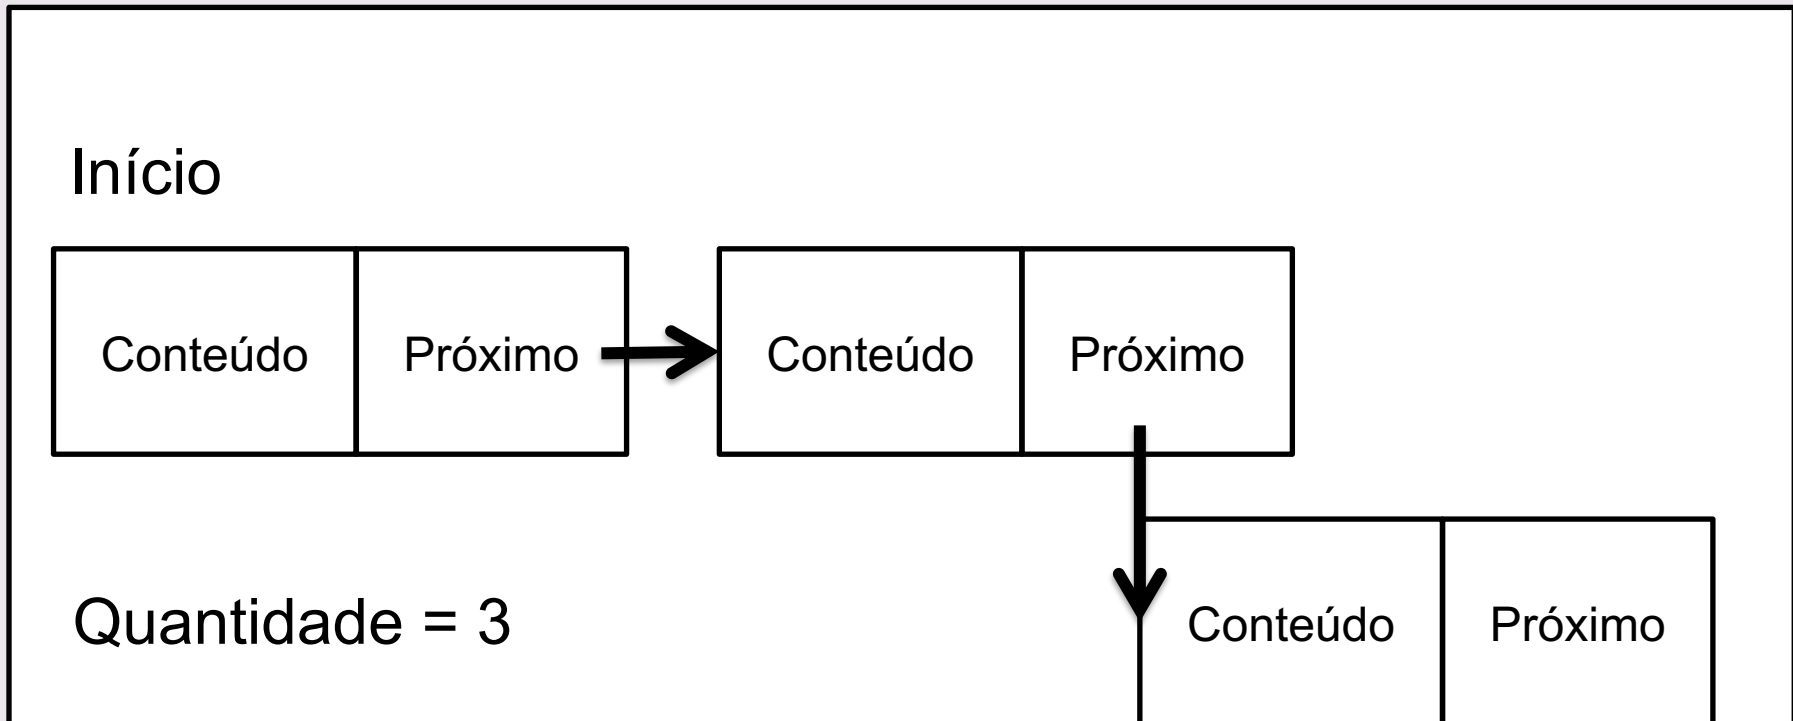 Início
Conteúdo Próximo Conteúdo Próximo
Quantidade = 3 Conteúdo Próximo